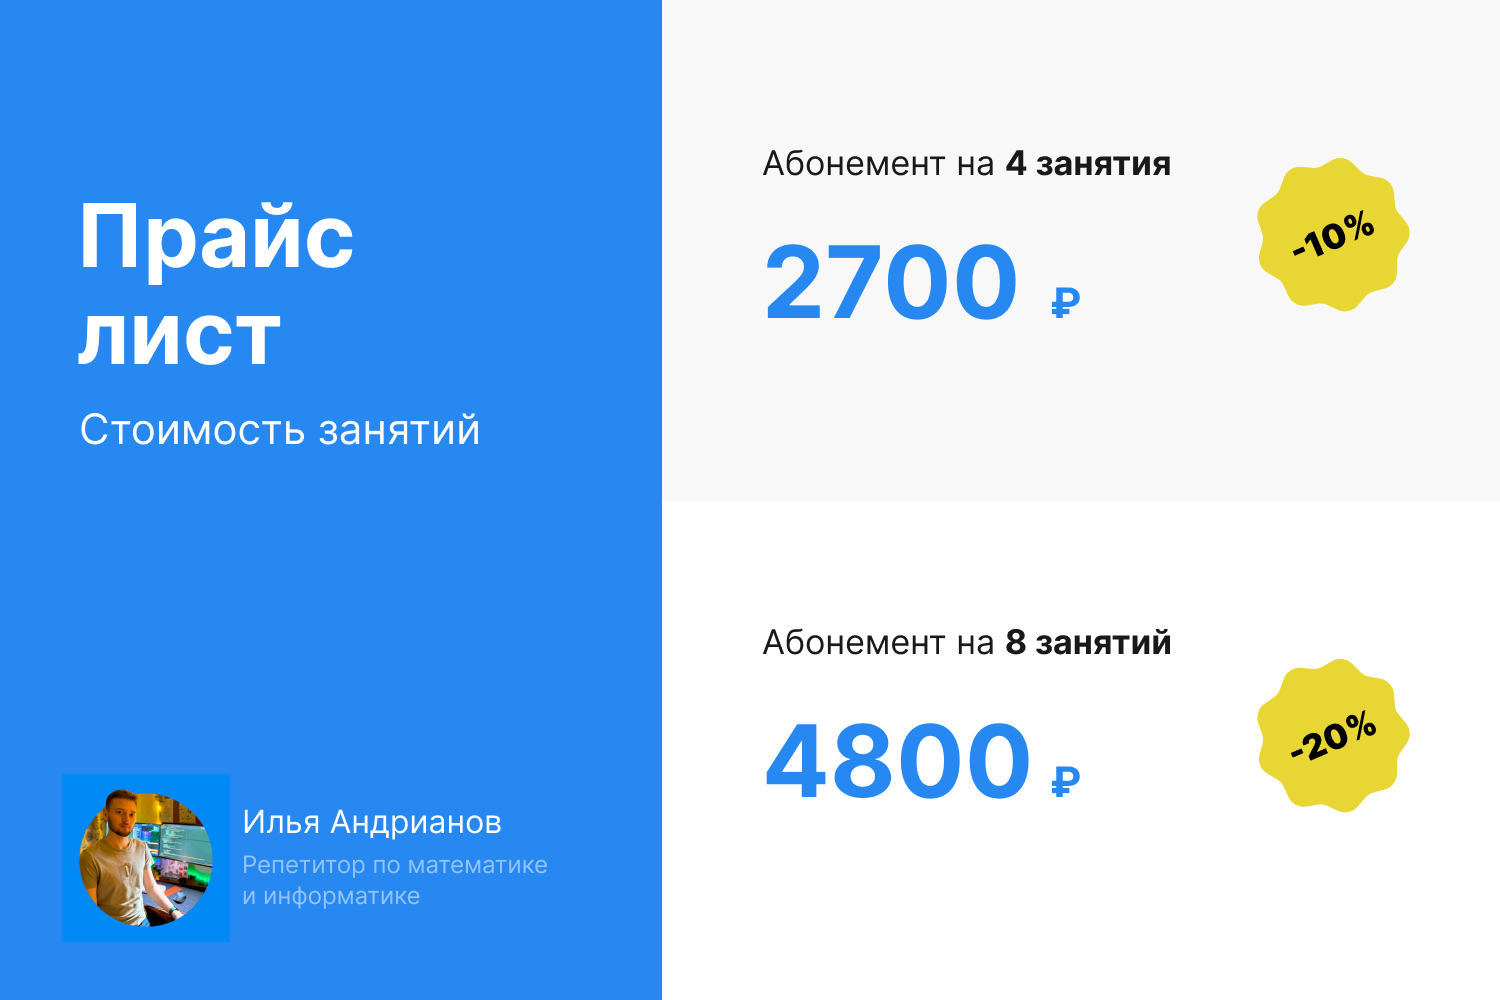 Прайс
лист
Стоимость занятий
Илья Андрианов
Репетитор по математике
и информатике
Абонемент на 4 занятия
2700 ₽
-10%
Абонемент на 8 занятий
4800 ₽
-20%